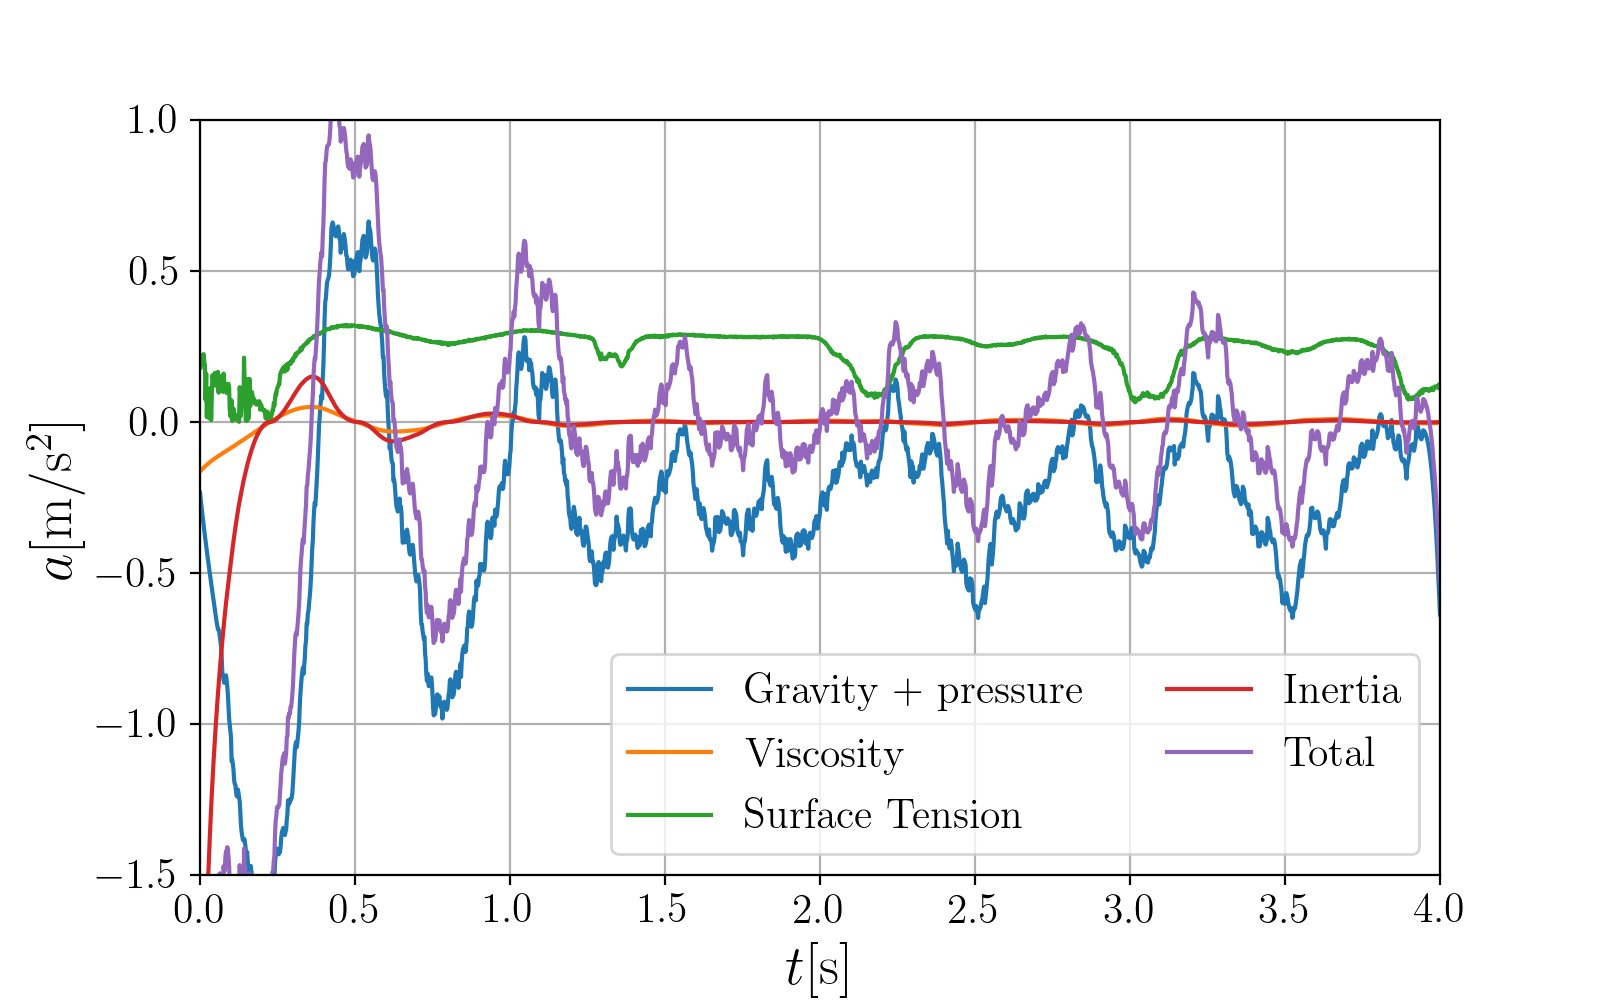 1.0
0.5
0.0
−0.5
−1.0
−1.5
a[m/s²]
Gravity + pressure
Viscosity
Surface Tension
Inertia
Total
0.0 0.5 1.0 1.5 2.0 2.5 3.0 3.5 4.0
t[s]